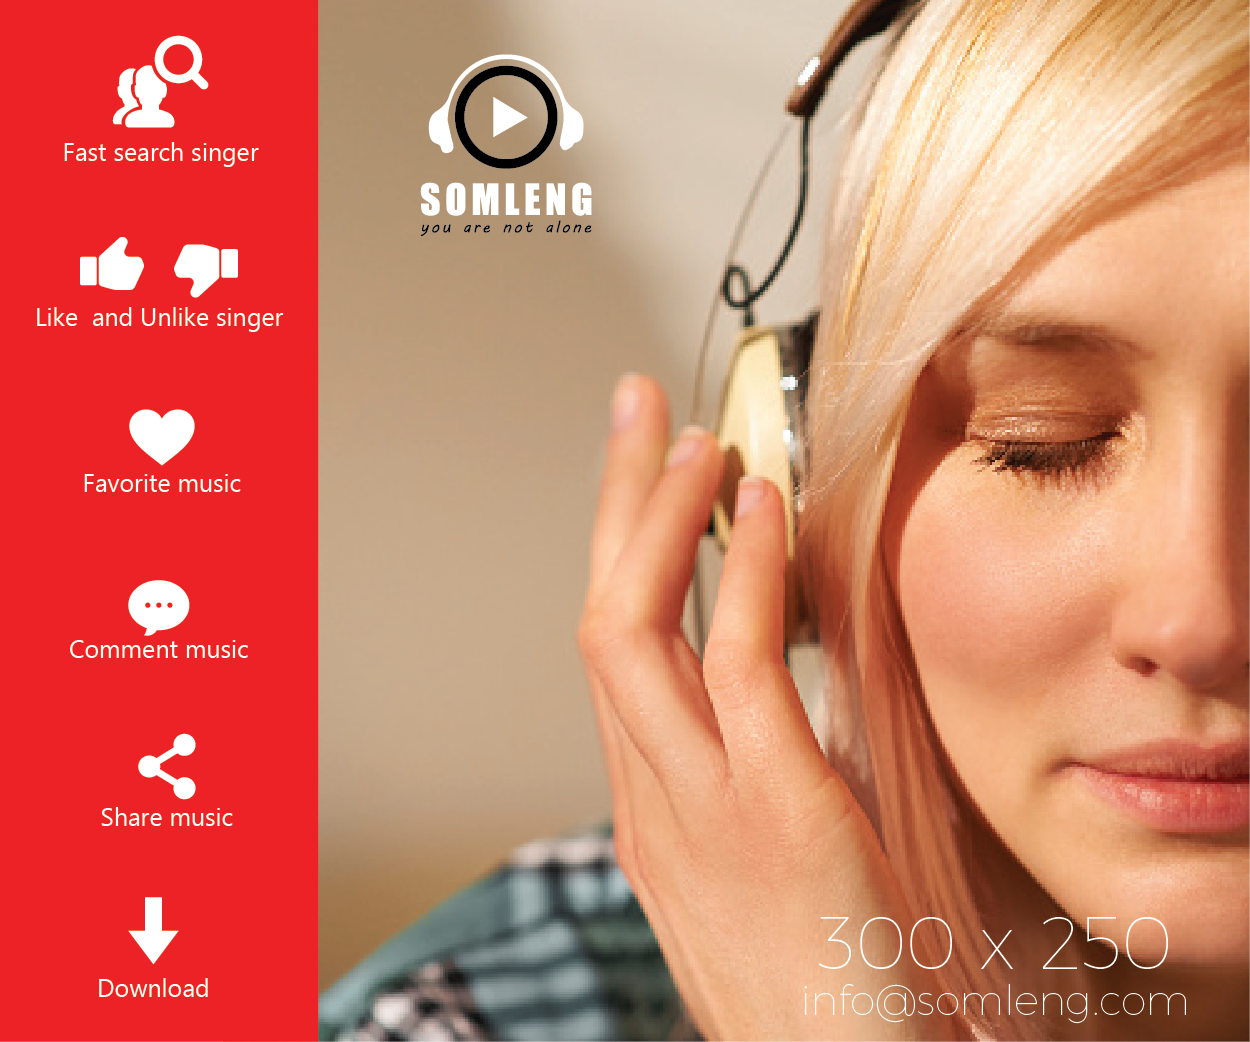 Fast search singer
Like and Unlike singer
Favorite music
Comment music
Share music
Download
SOMLENG
you are not alone
300 x 250
info@somleng.com